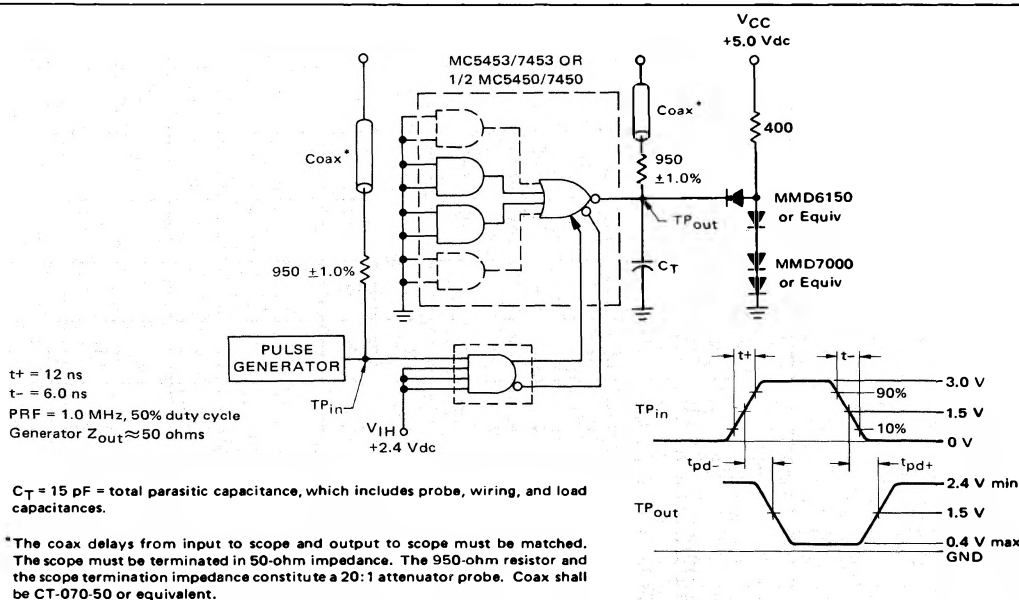 VCC
+5.0 Vdc
MC5453/7453 OR
1/2 MC5450/7450
Coax*
Coax*
400
950
±1.0%
MMD6150
or Equiv
TPout
MMD7000
or Equiv
CT
950 ±1.0%
PULSE
GENERATOR
TPin
VIH
+2.4 Vdc
t+ = 12 ns
t- = 6.0 ns
PRF = 1.0 MHz, 50% duty cycle
Generator Zout≈50 ohms
t+
t-
3.0 V
90%
TPin
1.5 V
10%
0 V
tpd-
tpd+
2.4 V min
TPout
1.5 V
0.4 V max
GND
CT = 15 pF = total parasitic capacitance, which includes probe, wiring, and load
capacitances.
*The coax delays from input to scope and output to scope must be matched.
The scope must be terminated in 50-ohm impedance. The 950-ohm resistor and
the scope termination impedance constitute a 20:1 attenuator probe. Coax shall
be CT-070-50 or equivalent.